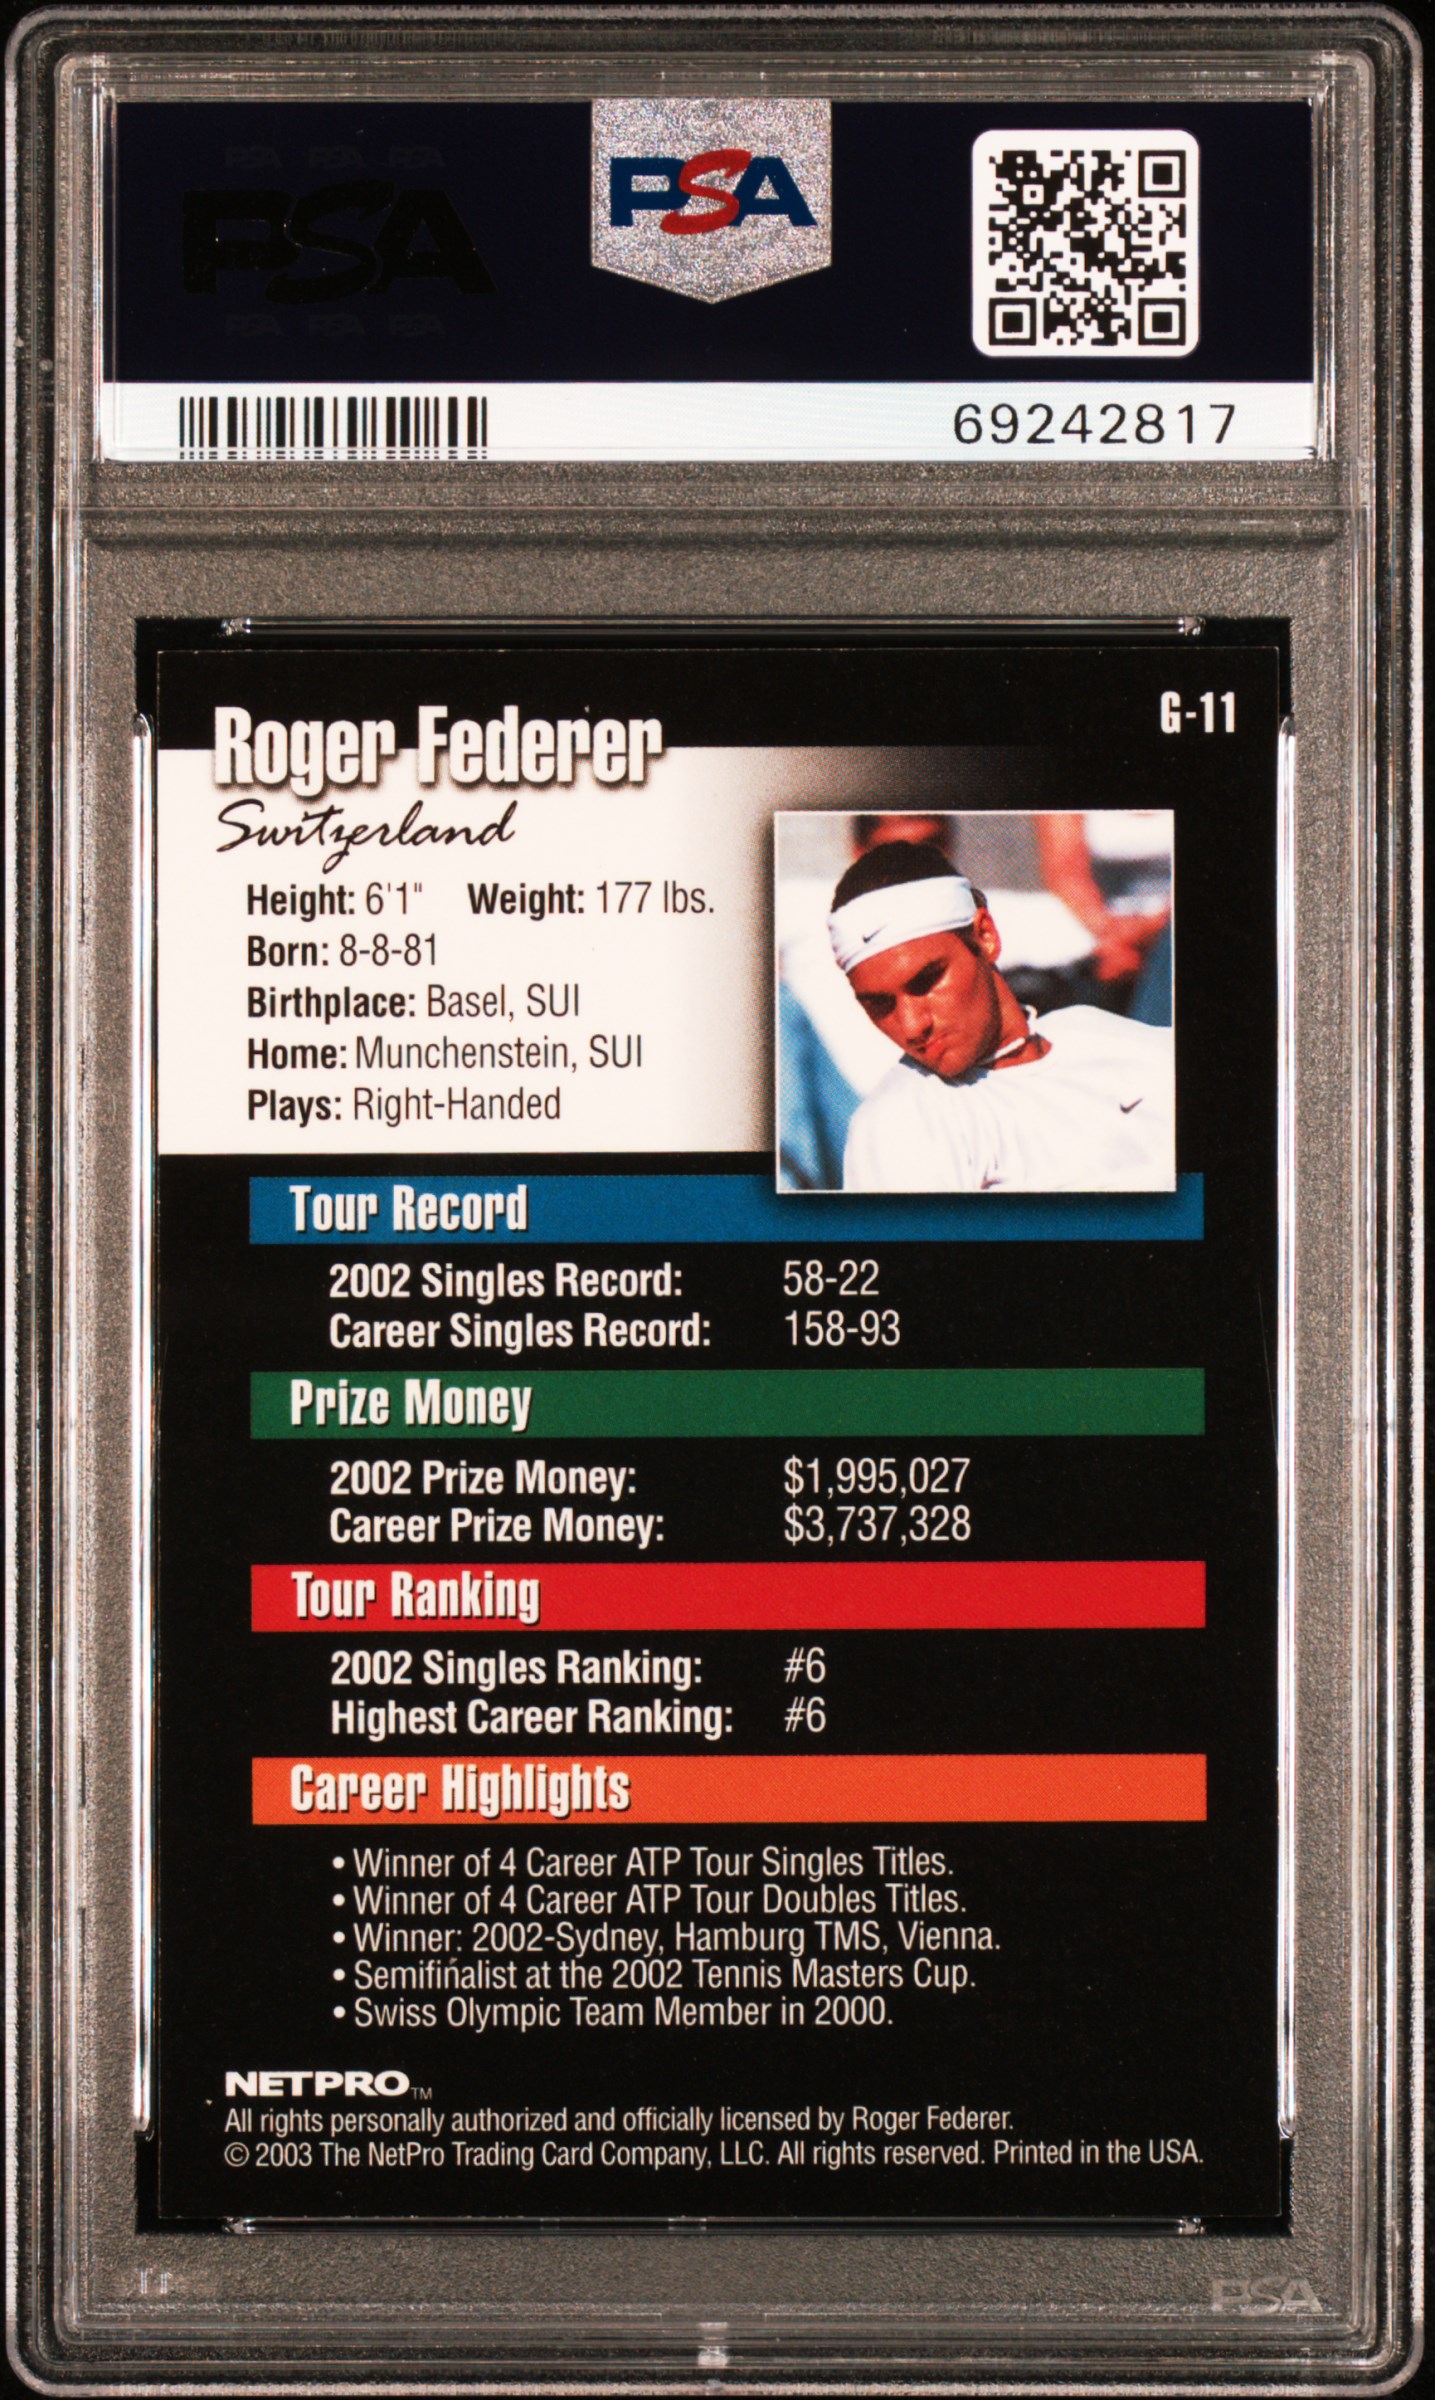 PSA PSA PSA
PSA
PSA PSA PSA
PSA
69242817
G-11
Roger Federer
Switzerland
Height: 6'1" Weight: 177 lbs.
Born: 8-8-81
Birthplace: Basel, SUI
Home: Munchenstein, SUI
Plays: Right-Handed
Tour Record
2002 Singles Record: 58-22
Career Singles Record: 158-93
Prize Money
2002 Prize Money: $1,995,027
Career Prize Money: $3,737,328
Tour Ranking
2002 Singles Ranking: #6
Highest Career Ranking: #6
Career Highlights
• Winner of 4 Career ATP Tour Singles Titles.
• Winner of 4 Career ATP Tour Doubles Titles.
• Winner: 2002-Sydney, Hamburg TMS, Vienna.
• Semifinalist at the 2002 Tennis Masters Cup.
• Swiss Olympic Team Member in 2000.
NETPRO™
All rights personally authorized and officially licensed by Roger Federer.
© 2003 The NetPro Trading Card Company, LLC. All rights reserved. Printed in the USA.
PSA